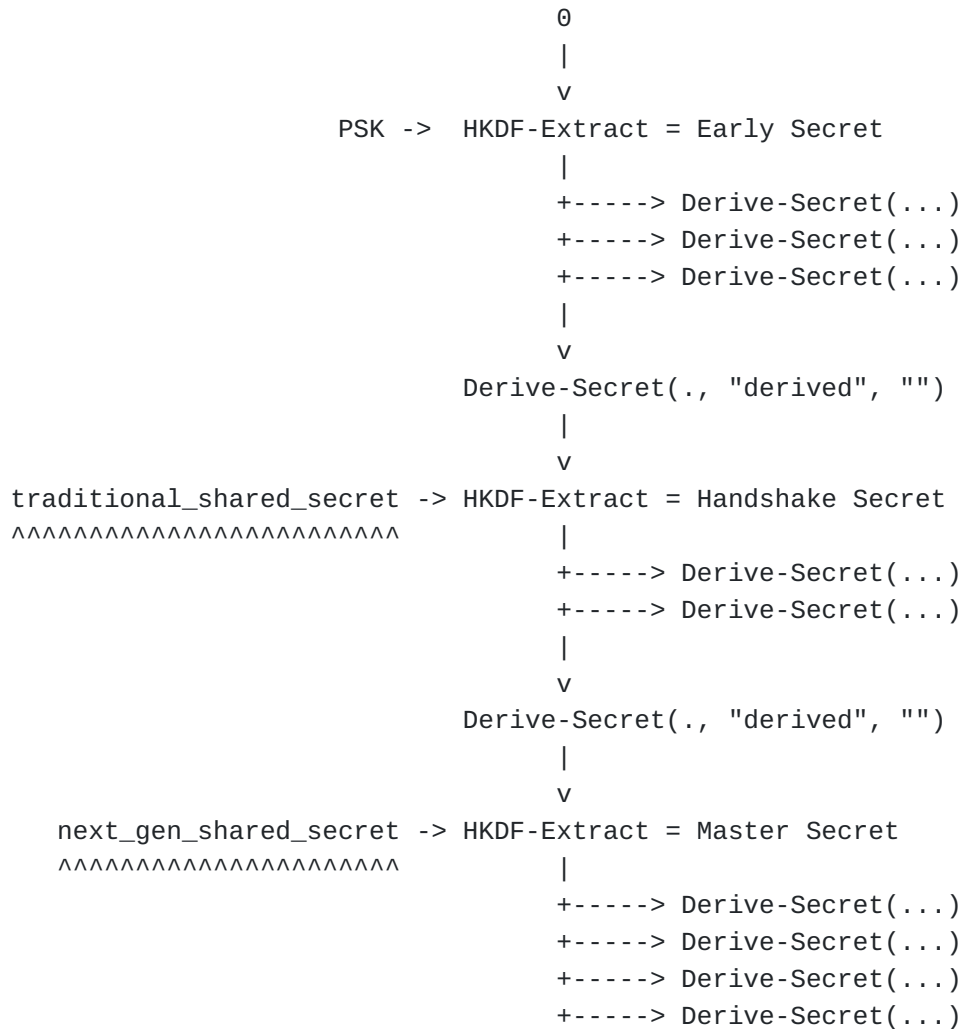 0
|
v
PSK ->  HKDF-Extract = Early Secret
|
+-----> Derive-Secret(...)
+-----> Derive-Secret(...)
+-----> Derive-Secret(...)
|
v
Derive-Secret(., "derived", "")
|
v
traditional_shared_secret -> HKDF-Extract = Handshake Secret
^^^^^^^^^^^^^^^^^^^^^^^^^          |
+-----> Derive-Secret(...)
+-----> Derive-Secret(...)
|
v
Derive-Secret(., "derived", "")
|
v
next_gen_shared_secret -> HKDF-Extract = Master Secret
^^^^^^^^^^^^^^^^^^^^^^          |
+-----> Derive-Secret(...)
+-----> Derive-Secret(...)
+-----> Derive-Secret(...)
+-----> Derive-Secret(...)